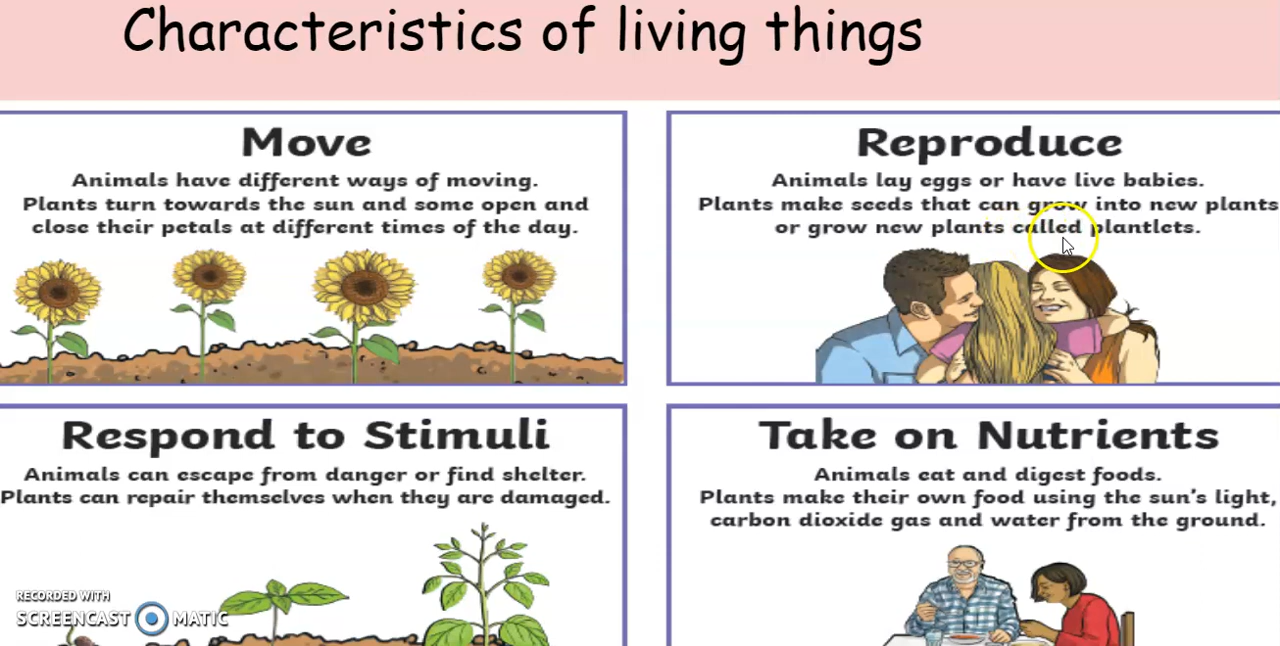 Characteristics of living things
Move
Animals have different ways of moving.
Plants turn towards the sun and some open and
close their petals at different times of the day.
Reproduce
Animals lay eggs or have live babies.
Plants make seeds that can grow into new plants
or grow new plants called plantlets.
Respond to Stimuli
Animals can escape from danger or find shelter.
Plants can repair themselves when they are damaged.
Take on Nutrients
Animals eat and digest foods.
Plants make their own food using the sun's light,
carbon dioxide gas and water from the ground.
RECORDED WITH
SCREENCAST MATIC